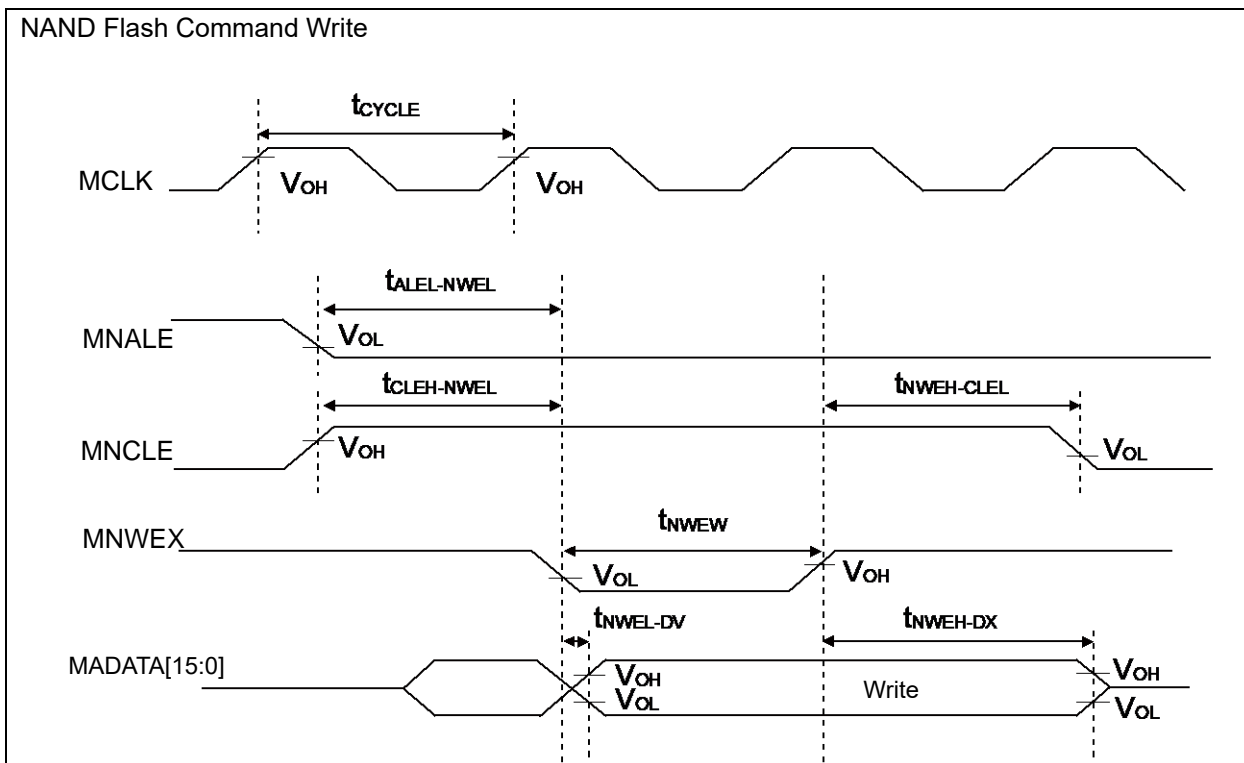 NAND Flash Command Write
tCYCLE
MCLK
VOH
VOH
tALEL-NWEL
MNALE
VOL
tCLEH-NWEL
tNWEH-CLEL
MNCLE
VOH
VOL
tNWEW
MNWEX
VOL
VOH
tNWEL-DV
tNWEH-DX
MADATA[15:0]
VOH
Write
VOH
VOL
VOL